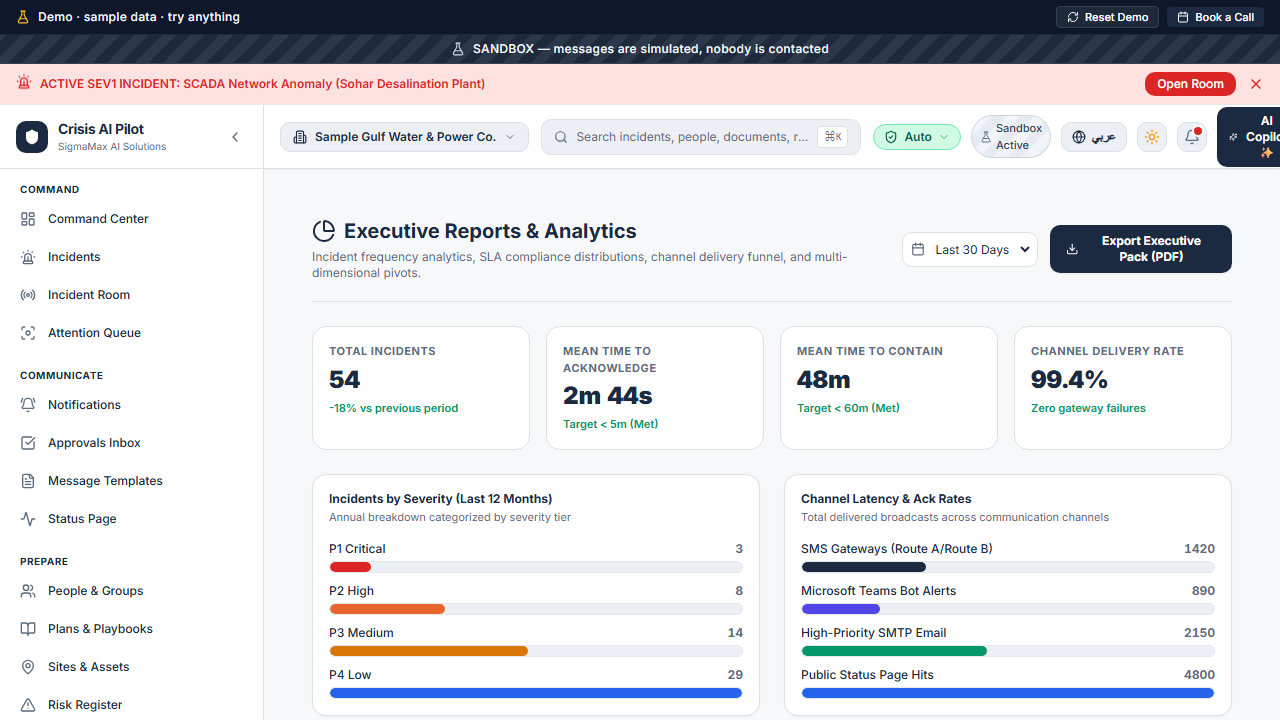 Demo · sample data · try anything
Reset Demo
Book a Call
SANDBOX — messages are simulated, nobody is contacted
ACTIVE SEV1 INCIDENT: SCADA Network Anomaly (Sohar Desalination Plant)
Open Room
Crisis AI Pilot
SigmaMax AI Solutions
Sample Gulf Water & Power Co.
Search incidents, people, documents, r...
⌘K
Auto
Sandbox
Active
عربي
AI
Copilot
COMMAND
Command Center
Incidents
Incident Room
Attention Queue
COMMUNICATE
Notifications
Approvals Inbox
Message Templates
Status Page
PREPARE
People & Groups
Plans & Playbooks
Sites & Assets
Risk Register
Executive Reports & Analytics
Incident frequency analytics, SLA compliance distributions, channel delivery funnel, and multi-
dimensional pivots.
Last 30 Days
Export Executive
Pack (PDF)
TOTAL INCIDENTS
54
-18% vs previous period
MEAN TIME TO
ACKNOWLEDGE
2m 44s
Target < 5m (Met)
MEAN TIME TO CONTAIN
48m
Target < 60m (Met)
CHANNEL DELIVERY RATE
99.4%
Zero gateway failures
Incidents by Severity (Last 12 Months)
Annual breakdown categorized by severity tier
P1 Critical 3
P2 High 8
P3 Medium 14
P4 Low 29
Channel Latency & Ack Rates
Total delivered broadcasts across communication channels
SMS Gateways (Route A/Route B) 1420
Microsoft Teams Bot Alerts 890
High-Priority SMTP Email 2150
Public Status Page Hits 4800